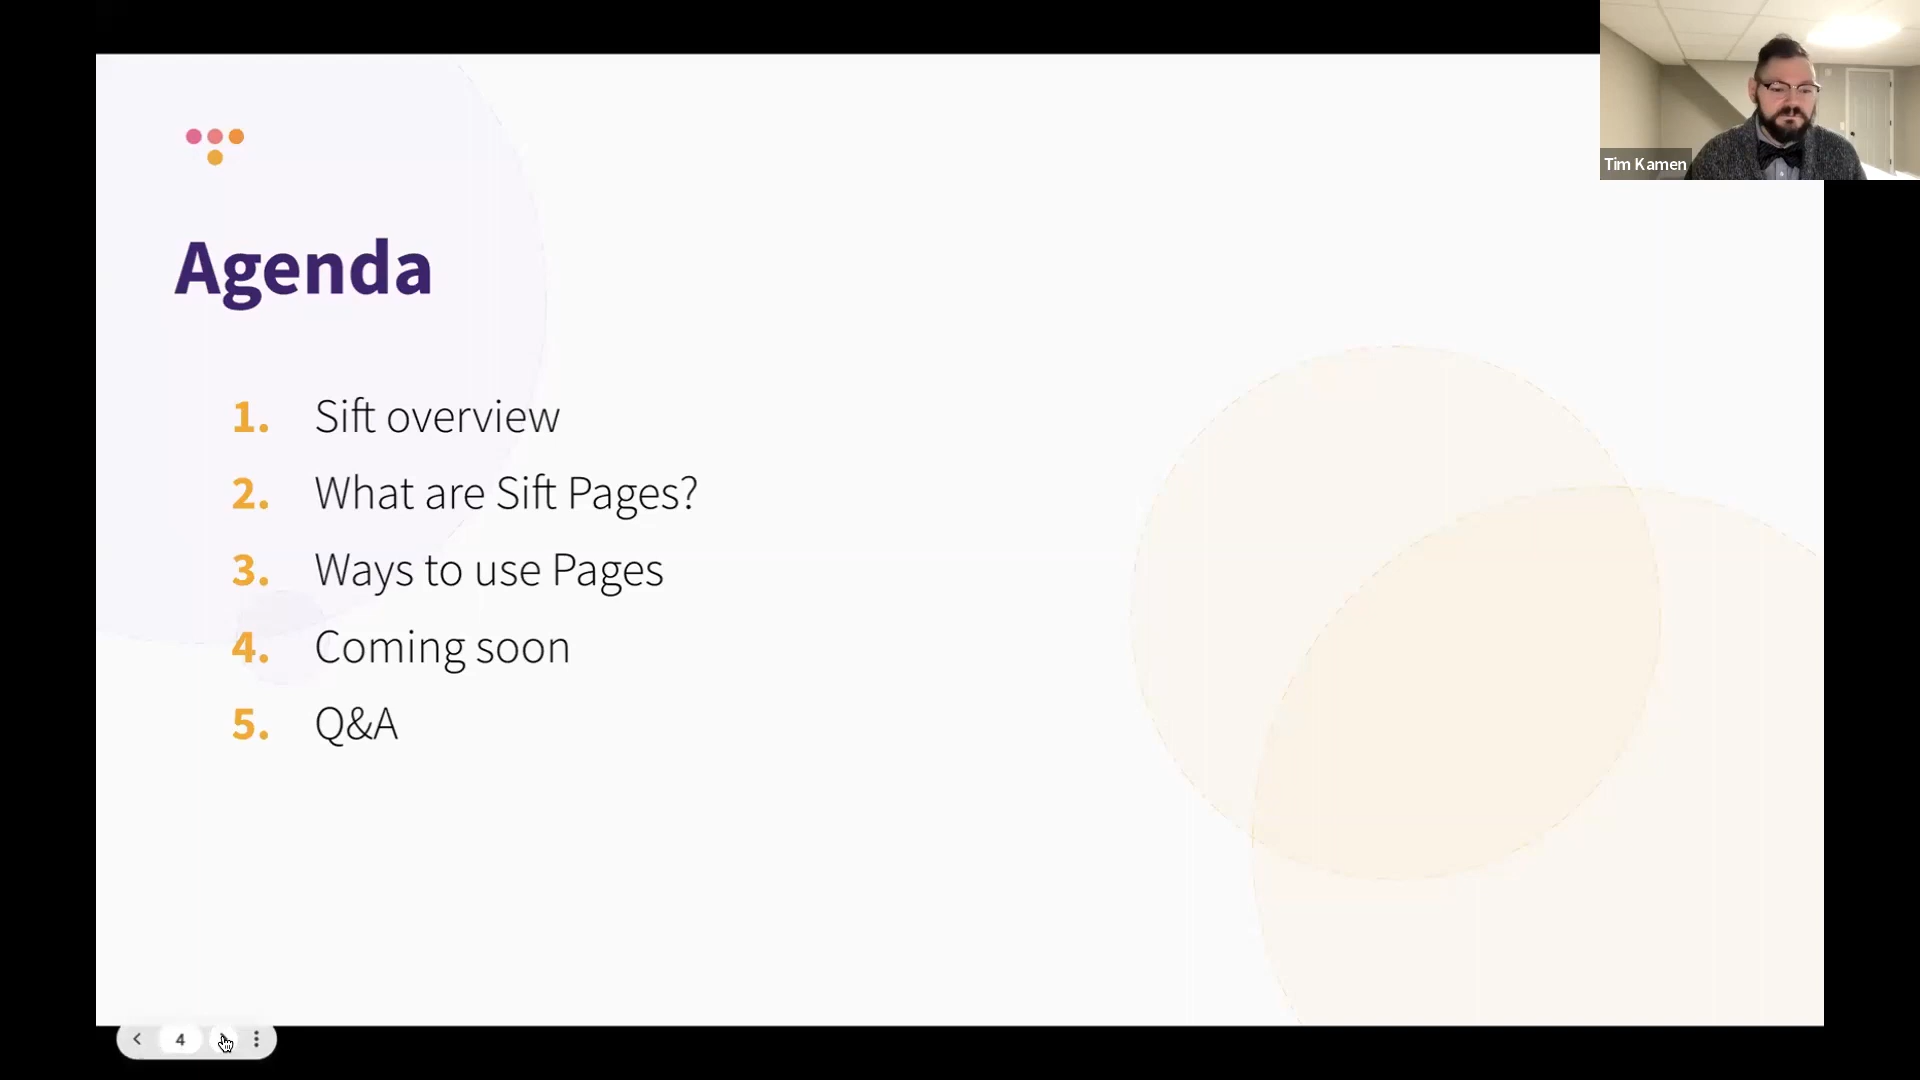 Tim Kamen
Agenda
1. Sift overview
2. What are Sift Pages?
3. Ways to use Pages
4. Coming soon
5. Q&A
4